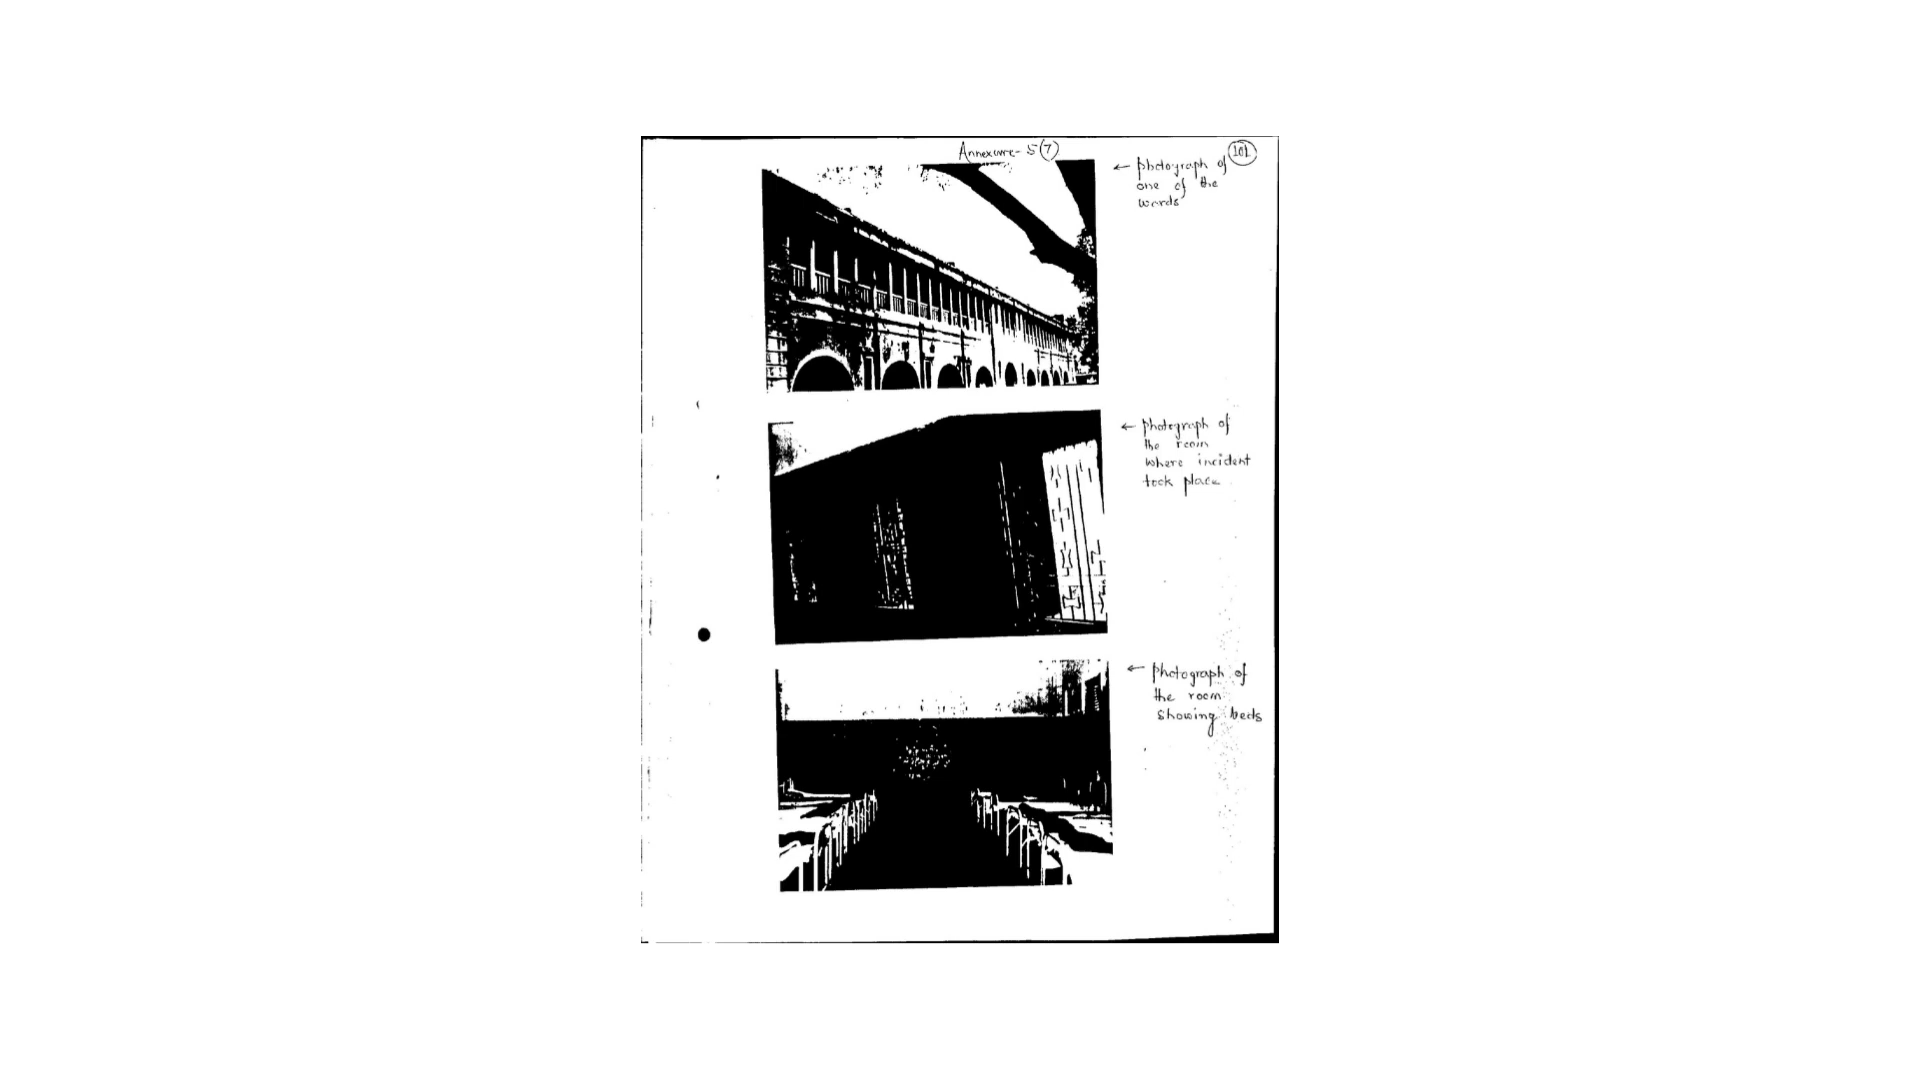 Annexure - 5 (7)
101
← photograph of
one of the
wards
← photograph of
the room
where incident
took place
← photograph of
the room
showing beds